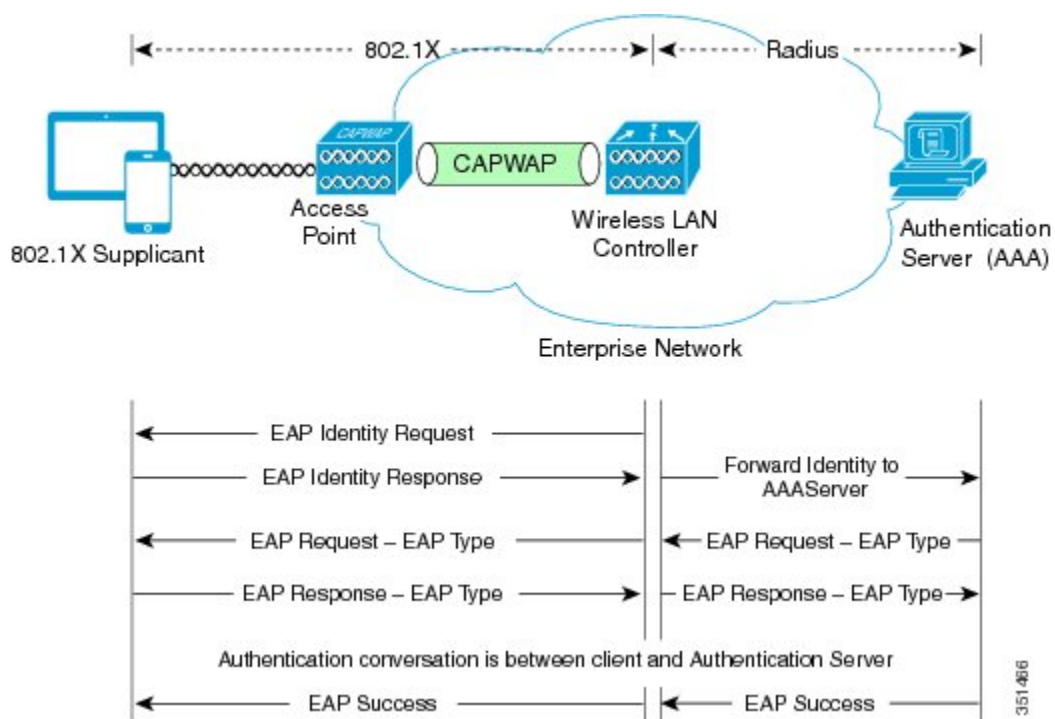 802.1X
Radius
CAPWAP
CAPWAP
Access
Point
Wireless LAN
Controller
802.1X Supplicant
Authentication
Server (AAA)
Enterprise Network
EAP Identity Request
EAP Identity Response
Forward Identity to
AAAServer
EAP Request – EAP Type
EAP Request – EAP Type
EAP Response – EAP Type
EAP Response – EAP Type
Authentication conversation is between client and Authentication Server
EAP Success
EAP Success
351466